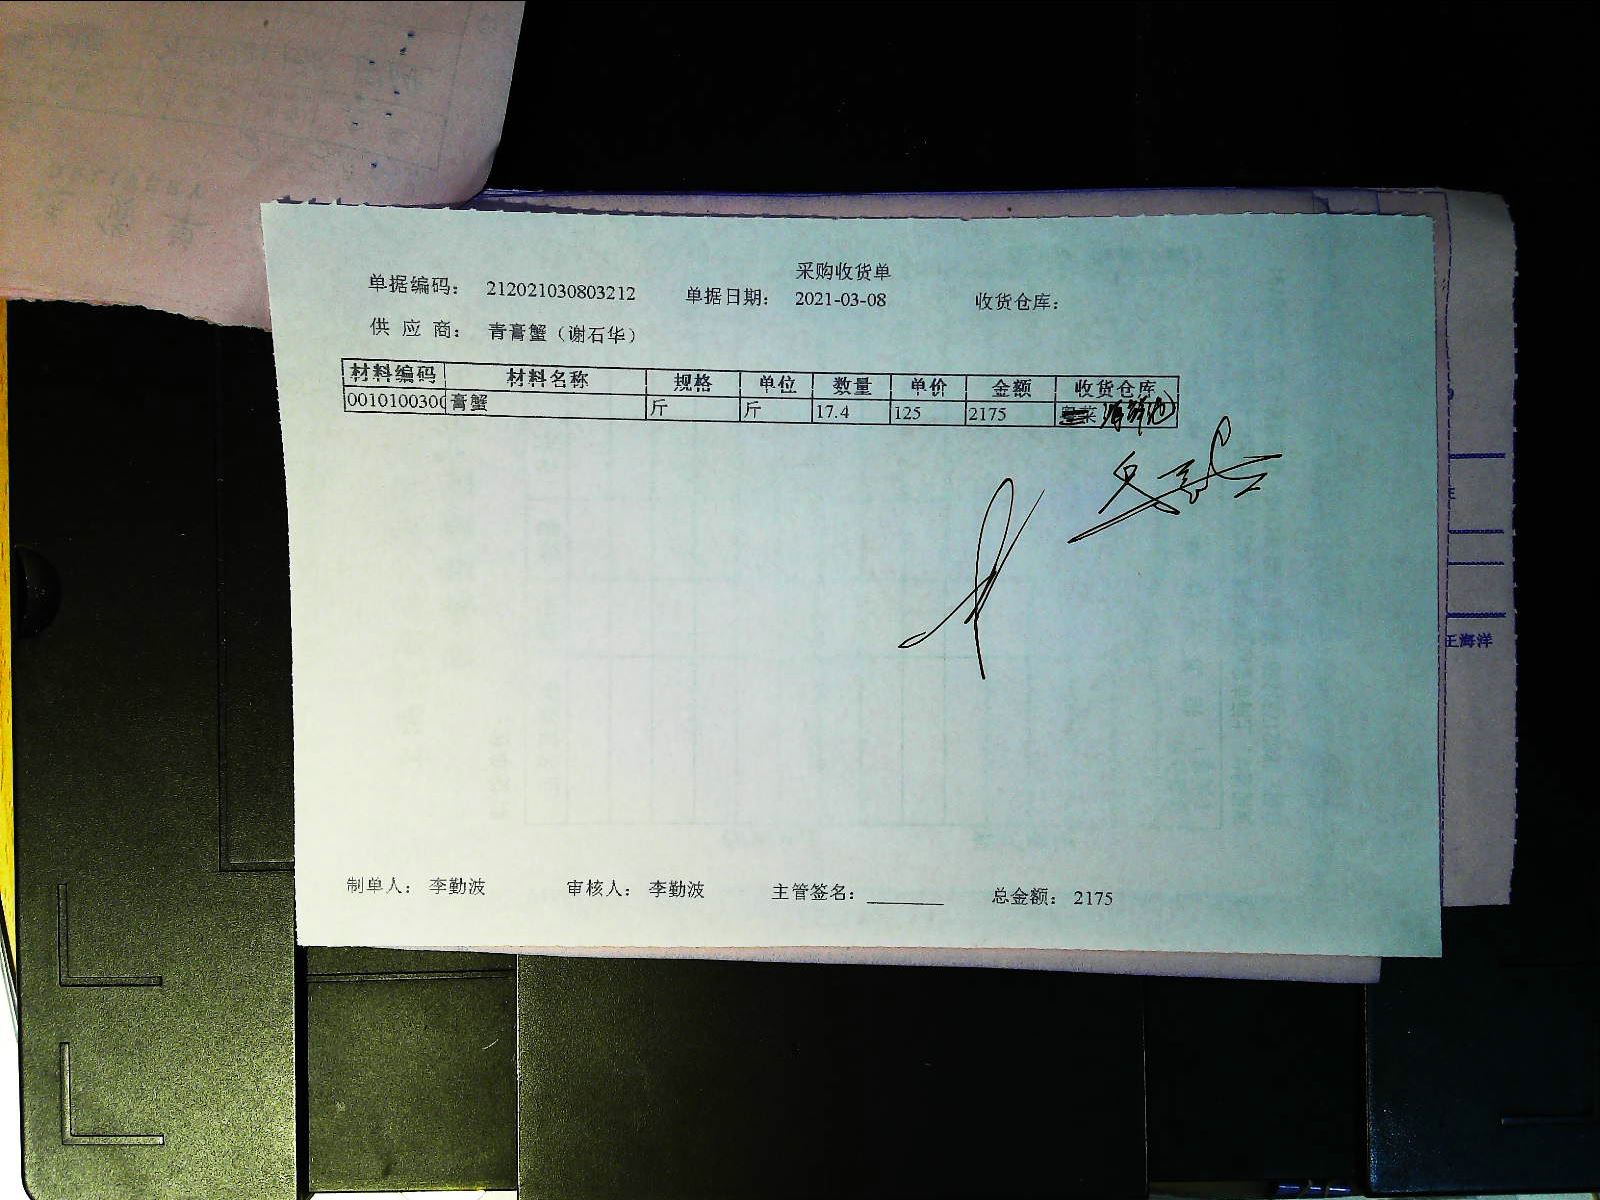 采购收货单
单据编码： 212021030803212 单据日期： 2021-03-08 收货仓库：
供 应 商： 青膏蟹（谢石华）
材料编码 材料名称 规格 单位 数量 单价 金额 收货仓库
0010100300 膏蟹 斤 斤 17.4 125 2175
制单人： 李勤波 审核人： 李勤波 主管签名： 总金额： 2175
王海洋